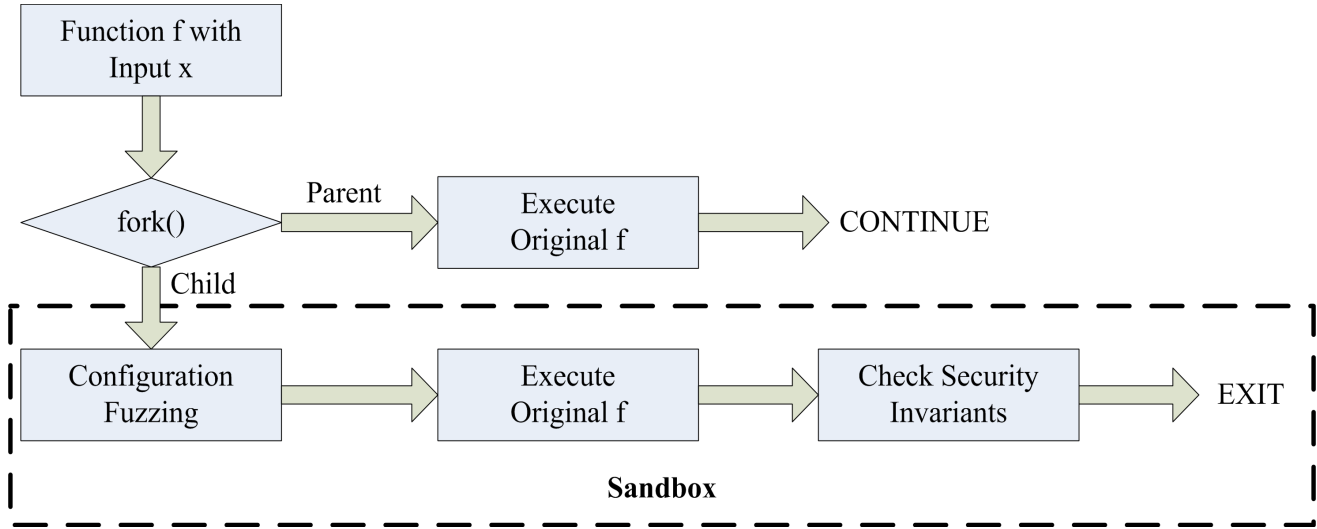 Function f with
Input x
fork()
Parent
Execute
Original f
CONTINUE
Child
Configuration
Fuzzing
Execute
Original f
Check Security
Invariants
EXIT
Sandbox